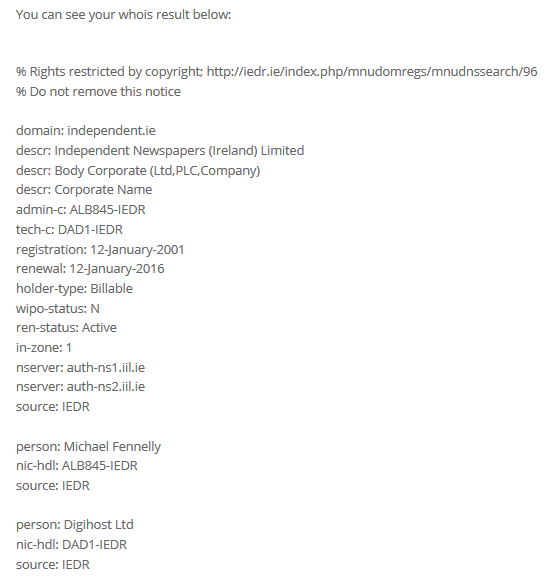 You can see your whois result below:
% Rights restricted by copyright; http://iedr.ie/index.php/mnudomregs/mnudnssearch/96
% Do not remove this notice
domain: independent.ie
descr: Independent Newspapers (Ireland) Limited
descr: Body Corporate (Ltd,PLC,Company)
descr: Corporate Name
admin-c: ALB845-IEDR
tech-c: DAD1-IEDR
registration: 12-January-2001
renewal: 12-January-2016
holder-type: Billable
wipo-status: N
ren-status: Active
in-zone: 1
nserver: auth-ns1.iil.ie
nserver: auth-ns2.iil.ie
source: IEDR
person: Michael Fennelly
nic-hdl: ALB845-IEDR
source: IEDR
person: Digihost Ltd
nic-hdl: DAD1-IEDR
source: IEDR